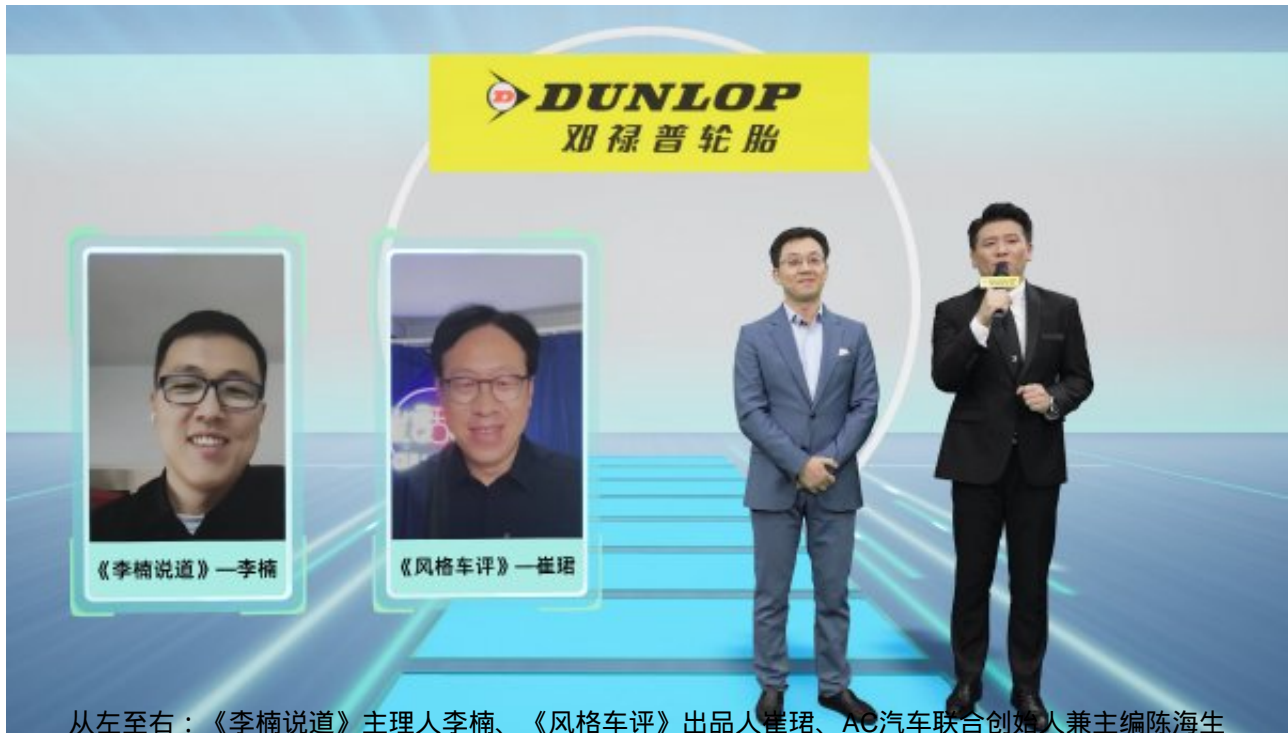 DUNLOP
邓禄普轮胎
《李楠说道》—李楠
《风格车评》—崔珺
从左至右：《李楠说道》主理人李楠、《风格车评》出品人崔珺、AC汽车联合创始人兼主编陈海生